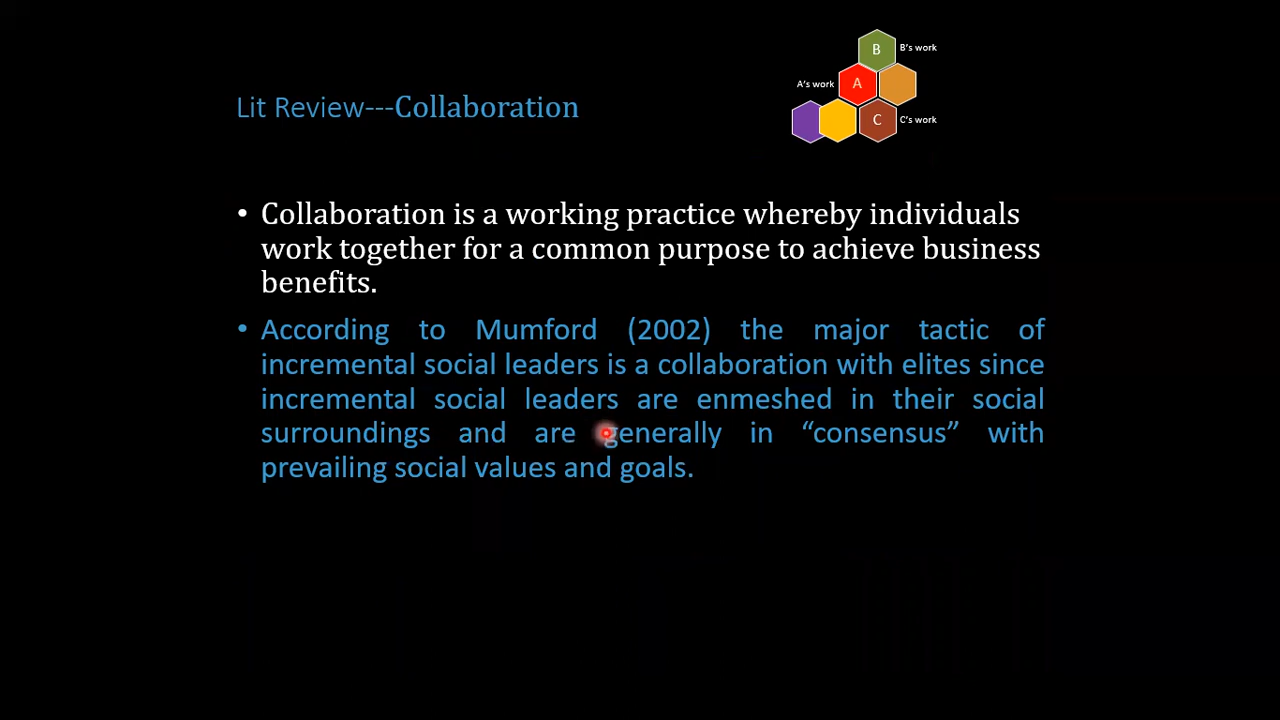 B
B's work
A's work
A
Lit Review---Collaboration
C
C's work
• Collaboration is a working practice whereby individuals
work together for a common purpose to achieve business
benefits.
• According to Mumford (2002) the major tactic of
incremental social leaders is a collaboration with elites since
incremental social leaders are enmeshed in their social
surroundings and are generally in “consensus” with
prevailing social values and goals.